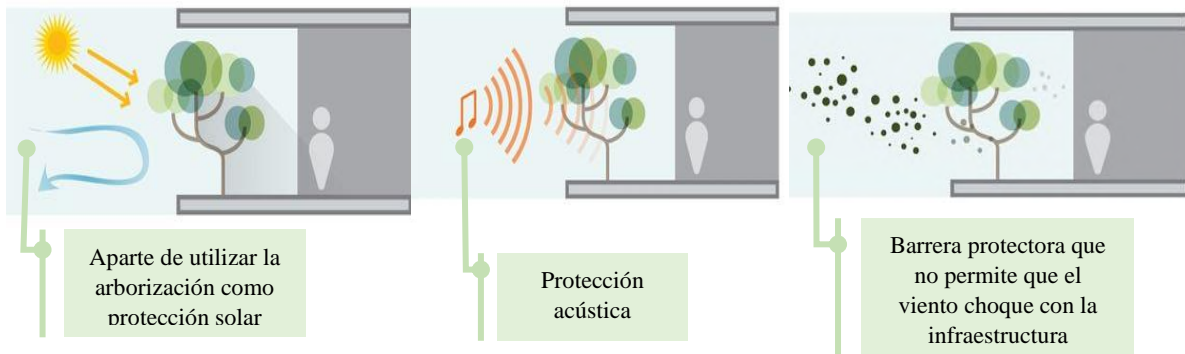 Aparte de utilizar la
arborización como
protección solar
Protección
acústica
Barrera protectora que
no permite que el
viento choque con la
infraestructura